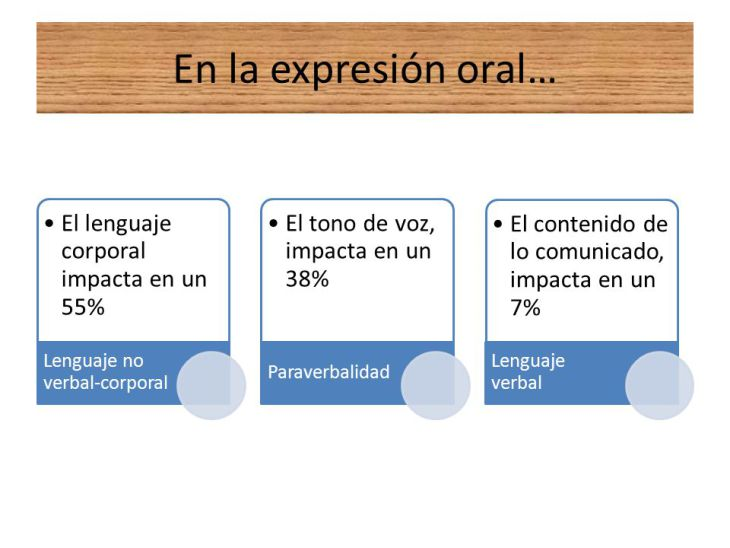 En la expresión oral...
• El lenguaje
corporal
impacta en un
55%
Lenguaje no
verbal-corporal
• El tono de voz,
impacta en un
38%
Paraverbalidad
• El contenido de
lo comunicado,
impacta en un
7%
Lenguaje
verbal